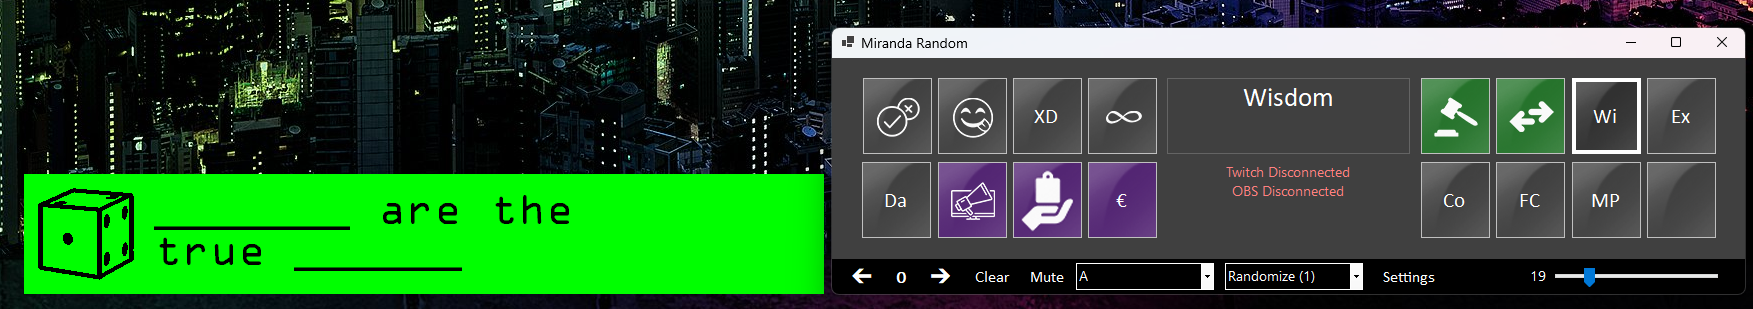 _______ are the
true ______
Miranda Random
XD
Wisdom
Wi
Ex
Twitch Disconnected
OBS Disconnected
Da
€
Co
FC
MP
0
Clear
Mute
A
Randomize (1)
Settings
19